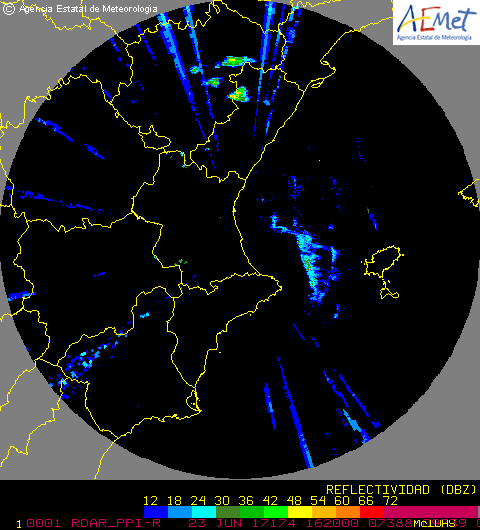 © Agencia Estatal de Meteorología
AEMet
Agencia Estatal de Meteorología
REFLECTIVIDAD (DBZ)
12 18 24 30 36 42 48 54 60 66 72
1 0001 RDAR_PPI-R 23 JUN 17174 162000